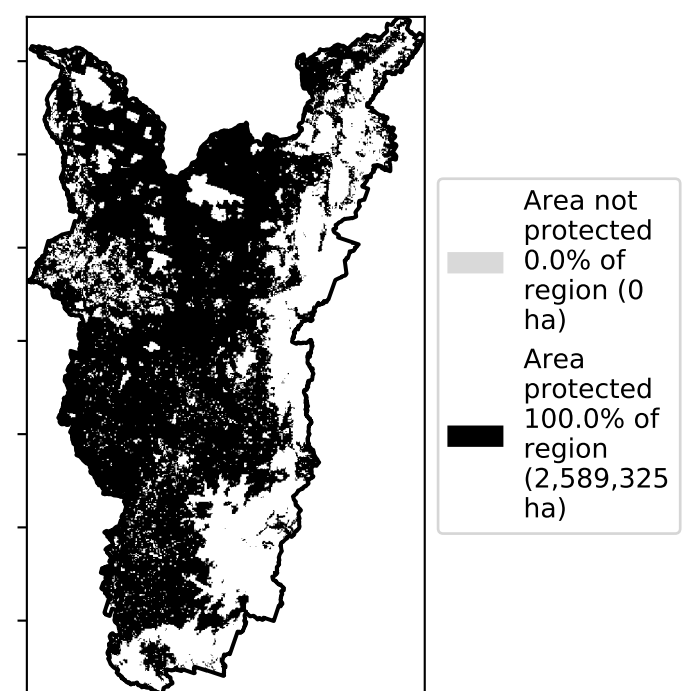 Area not
protected
0.0% of
region (0
ha)
Area
protected
100.0% of
region
(2,589,325
ha)